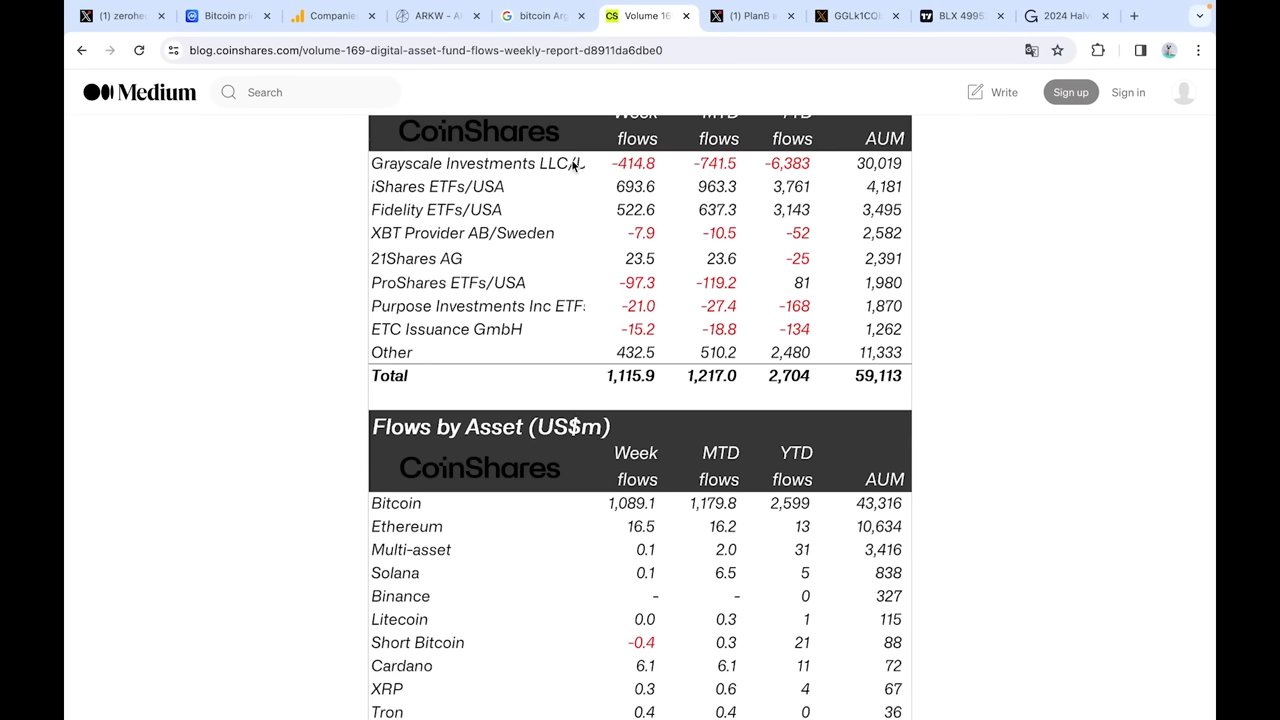 (1) zerohe
Bitcoin pri
Companie
ARKW - A
bitcoin Arg
Volume 16
(1) PlanB
GGLk1CQ
BLX 4995
2024 Halv
blog.coinshares.com/volume-169-digital-asset-fund-flows-weekly-report-d8911da6dbe0
Medium
Search
Write
Sign up
Sign in
CoinShares Week flows MTD flows YTD flows AUM
Grayscale Investments LLC -414.8 -741.5 -6,383 30,019
iShares ETFs/USA 693.6 963.3 3,761 4,181
Fidelity ETFs/USA 522.6 637.3 3,143 3,495
XBT Provider AB/Sweden -7.9 -10.5 -52 2,582
21Shares AG 23.5 23.6 -25 2,391
ProShares ETFs/USA -97.3 -119.2 81 1,980
Purpose Investments Inc ETF -21.0 -27.4 -168 1,870
ETC Issuance GmbH -15.2 -18.8 -134 1,262
Other 432.5 510.2 2,480 11,333
Total 1,115.9 1,217.0 2,704 59,113
Flows by Asset (US$m)
Week MTD YTD
CoinShares flows flows flows AUM
Bitcoin 1,089.1 1,179.8 2,599 43,316
Ethereum 16.5 16.2 13 10,634
Multi-asset 0.1 2.0 31 3,416
Solana 0.1 6.5 5 838
Binance - - 0 327
Litecoin 0.0 0.3 1 115
Short Bitcoin -0.4 0.3 21 88
Cardano 6.1 6.1 11 72
XRP 0.3 0.6 4 67
Tron 0.4 0.4 0 36